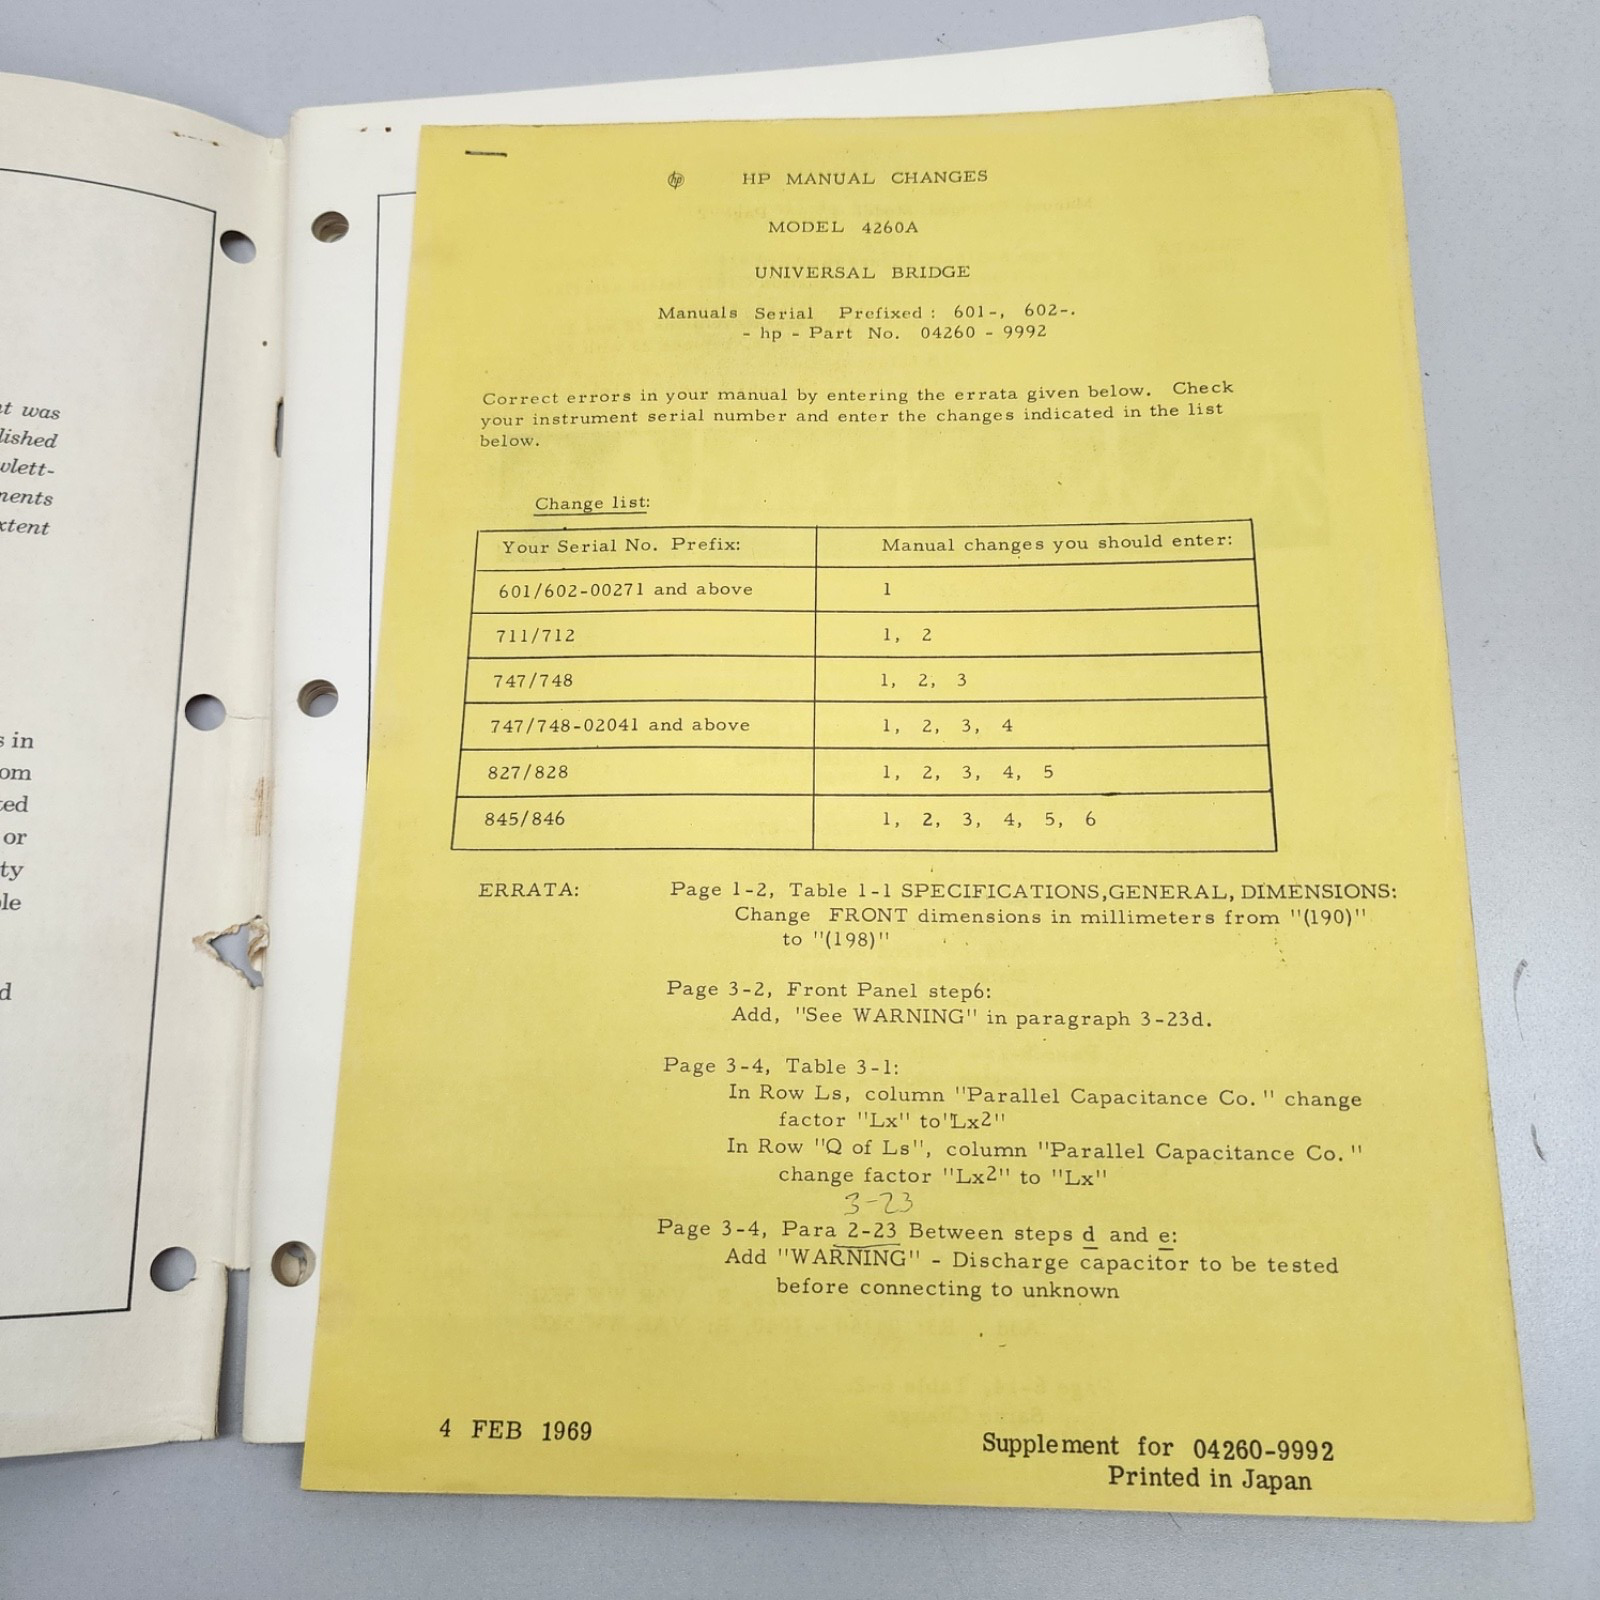 t was
lished
wlett-
ments
xtent
s in
om
ted
or
ty
le
d
hp HP MANUAL CHANGES
MODEL 4260A
UNIVERSAL BRIDGE
Manuals Serial Prefixed : 601-, 602-.
- hp - Part No. 04260 - 9992
Correct errors in your manual by entering the errata given below. Check
your instrument serial number and enter the changes indicated in the list
below.
Change list:
Your Serial No. Prefix: Manual changes you should enter:
601/602-00271 and above 1
711/712 1, 2
747/748 1, 2, 3
747/748-02041 and above 1, 2, 3, 4
827/828 1, 2, 3, 4, 5
845/846 1, 2, 3, 4, 5, 6
ERRATA: Page 1-2, Table 1-1 SPECIFICATIONS,GENERAL, DIMENSIONS:
Change FRONT dimensions in millimeters from "(190)"
to "(198)"
Page 3-2, Front Panel step6:
Add, "See WARNING" in paragraph 3-23d.
Page 3-4, Table 3-1:
In Row Ls, column "Parallel Capacitance Co. " change
factor "Lx" to"Lx2"
In Row "Q of Ls", column "Parallel Capacitance Co. "
change factor "Lx2" to "Lx"
3-23
Page 3-4, Para 2-23 Between steps d and e:
Add "WARNING" - Discharge capacitor to be tested
before connecting to unknown
4 FEB 1969
Supplement for 04260-9992
Printed in Japan